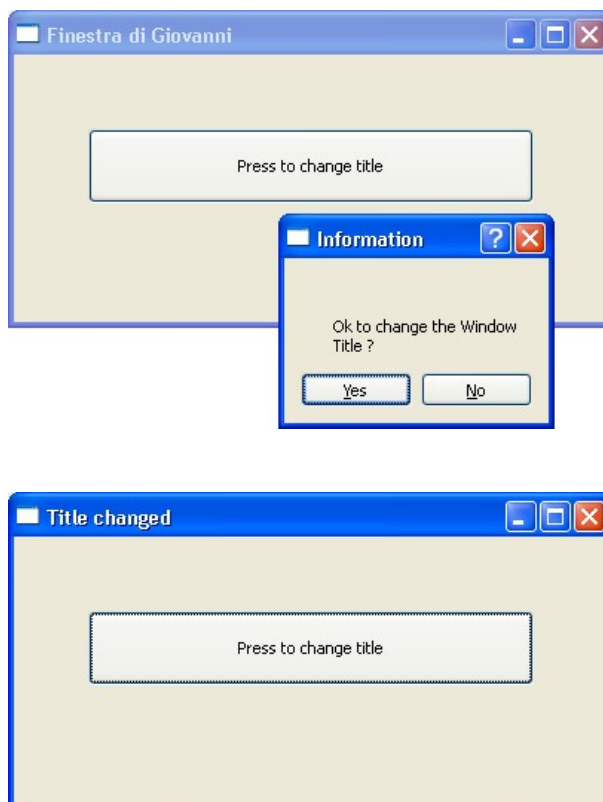 Finestra di Giovanni
Press to change title
Information
Ok to change the Window
Title ?
Yes
No
Title changed
Press to change title